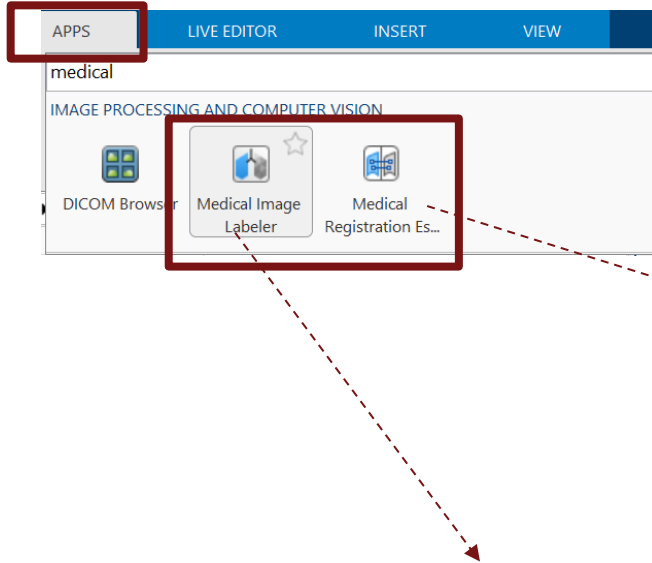 APPS LIVE EDITOR INSERT VIEW
medical
IMAGE PROCESSING AND COMPUTER VISION
DICOM Browser Medical Image Medical
Labeler Registration Es...